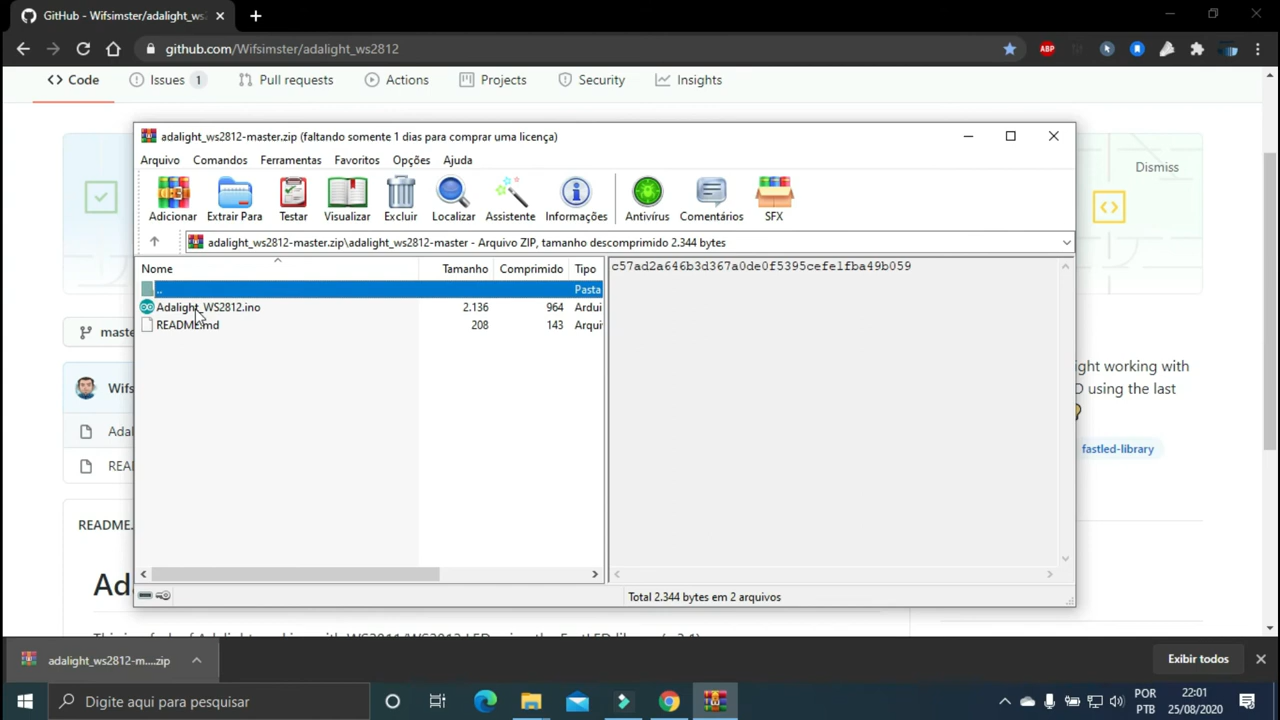 GitHub - Wifsimster/adalight_ws
github.com/Wifsimster/adalight_ws2812
ABP
Code
Issues 1
Pull requests
Actions
Projects
Security
Insights
Dismiss
adalight_ws2812-master.zip (faltando somente 1 dias para comprar uma licença)
Arquivo Comandos Ferramentas Favoritos Opções Ajuda
Adicionar Extrair Para Testar Visualizar Excluir Localizar Assistente Informações Antivírus Comentários SFX
adalight_ws2812-master.zip\adalight_ws2812-master - Arquivo ZIP, tamanho descomprimido 2.344 bytes
Nome Tamanho Comprimido Tipo
.. Pasta
Adalight_WS2812.ino 2.136 964 Ardui
README.md 208 143 Arqui
c57ad2a646b3d367a0de0f5395cefe1fba49b059
maste
Wifs
Adal
REA
ight working with
D using the last
fastled-library
README.
Ad
Total 2.344 bytes em 2 arquivos
adalight_ws2812-m....zip
Exibir todos
Digite aqui para pesquisar
POR
PTB
22:01
25/08/2020